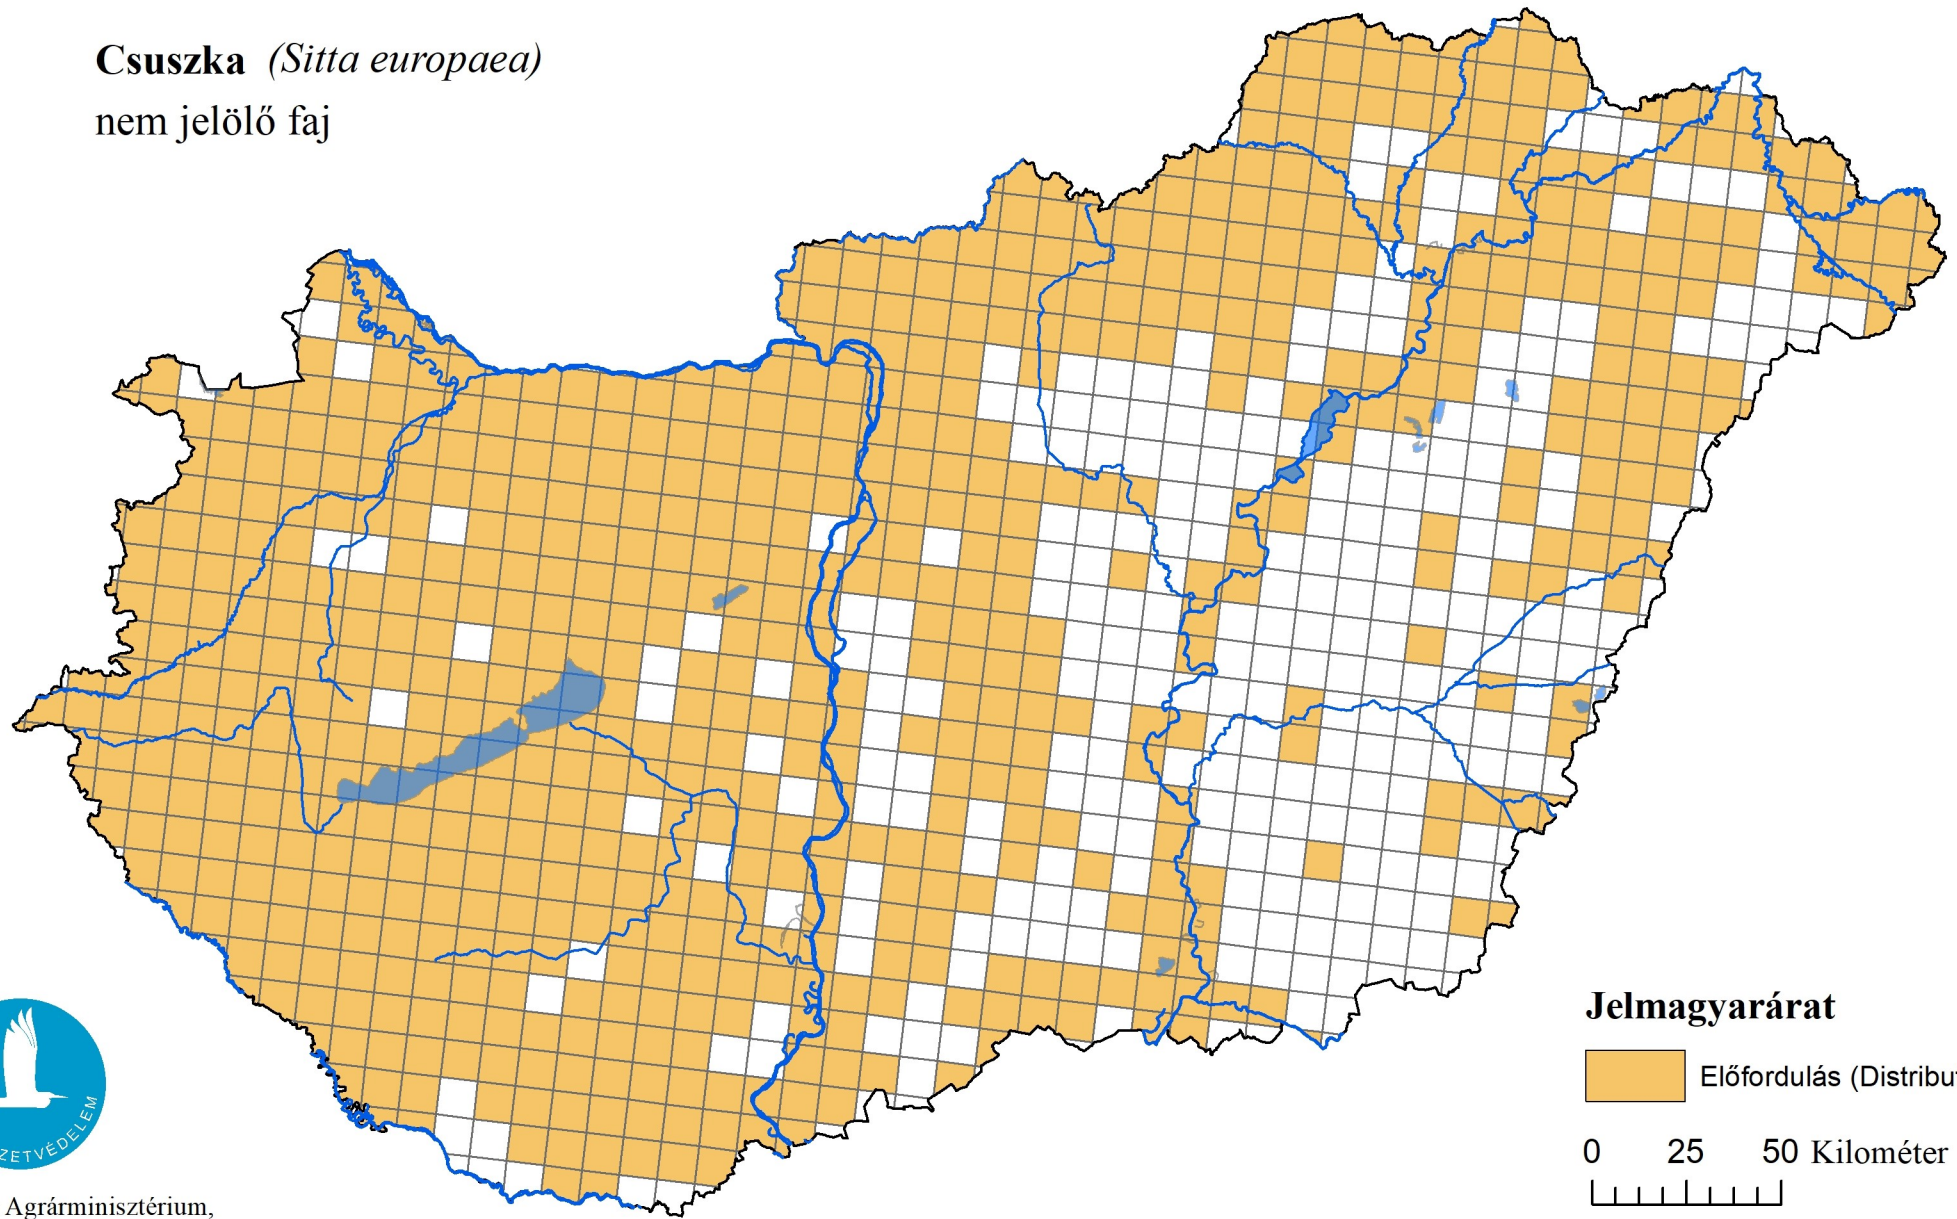 Csuszka (Sitta europaea)
nem jelölő faj
Jelmagyarárat
Előfordulás (Distribu
0 25 50 Kilométer
ZETVÉDELEM
Agrárminisztérium,